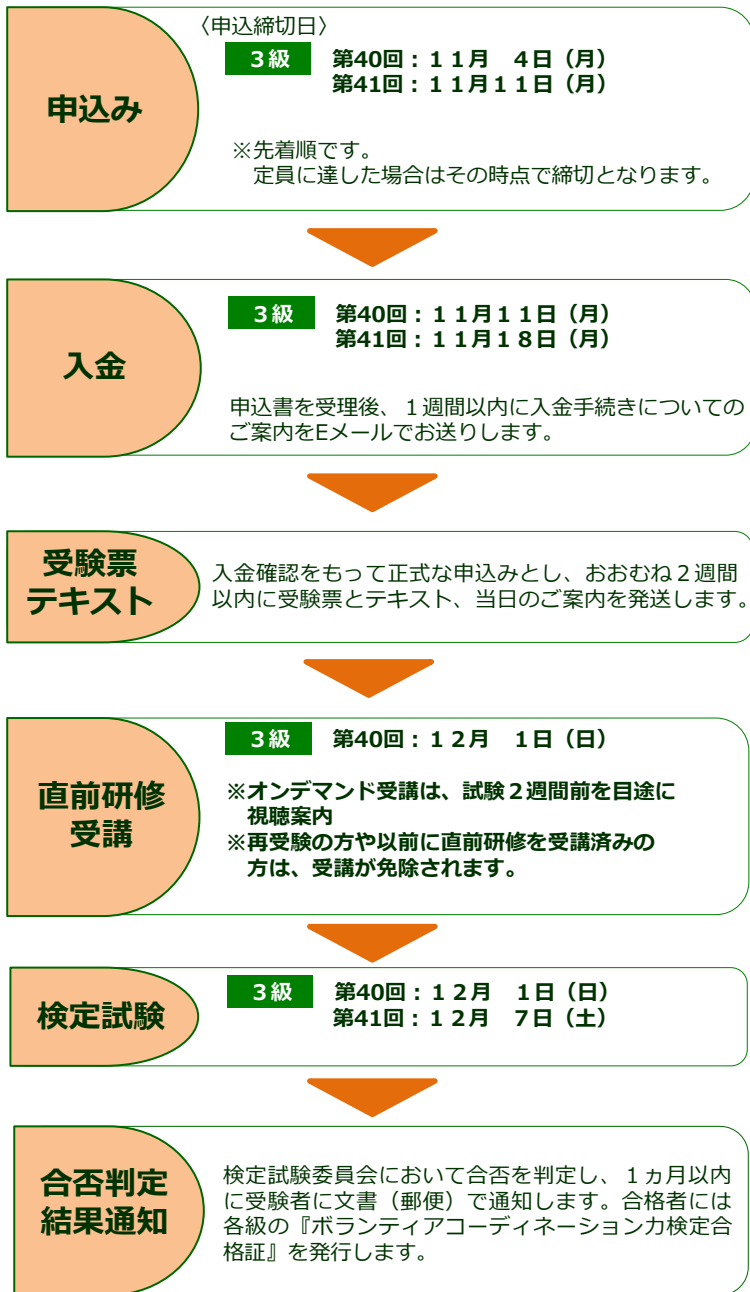 申込み
〈申込締切日〉
３級　第40回：１１月　４日（月）
第41回：１１月１１日（月）
※先着順です。
定員に達した場合はその時点で締切となります。
入金
３級　第40回：１１月１１日（月）
第41回：１１月１８日（月）
申込書を受理後、１週間以内に入金手続きについての
ご案内をEメールでお送りします。
受験票
テキスト
入金確認をもって正式な申込みとし、おおむね２週間
以内に受験票とテキスト、当日のご案内を発送します。
直前研修
受講
３級　第40回：１２月　１日（日）
※オンデマンド受講は、試験２週間前を目途に
視聴案内
※再受験の方や以前に直前研修を受講済みの
方は、受講が免除されます。
検定試験
３級　第40回：１２月　１日（日）
第41回：１２月　７日（土）
合否判定
結果通知
検定試験委員会において合否を判定し、１ヵ月以内
に受験者に文書（郵便）で通知します。合格者には
各級の『ボランティアコーディネーション力検定合
格証』を発行します。